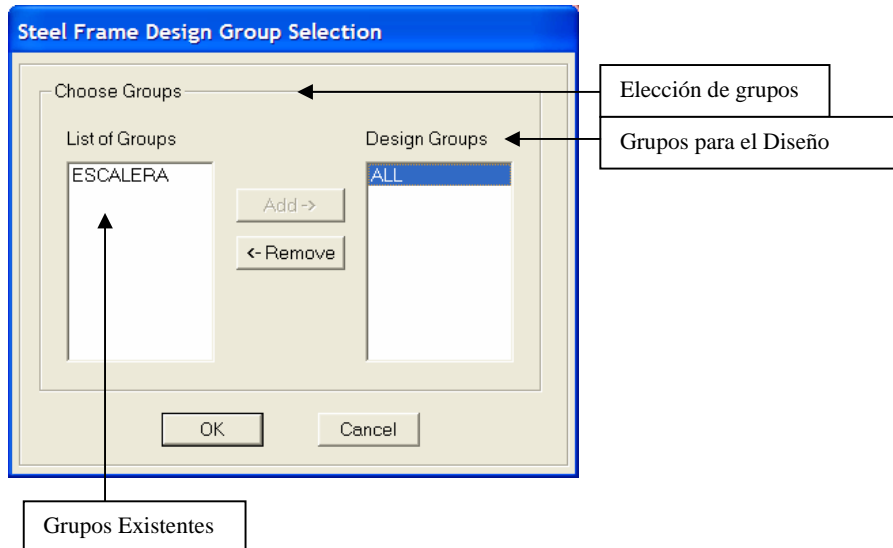 Steel Frame Design Group Selection
Choose Groups
Elección de grupos
List of Groups
Design Groups
Grupos para el Diseño
ESCALERA
ALL
Add ->
<- Remove
OK
Cancel
Grupos Existentes